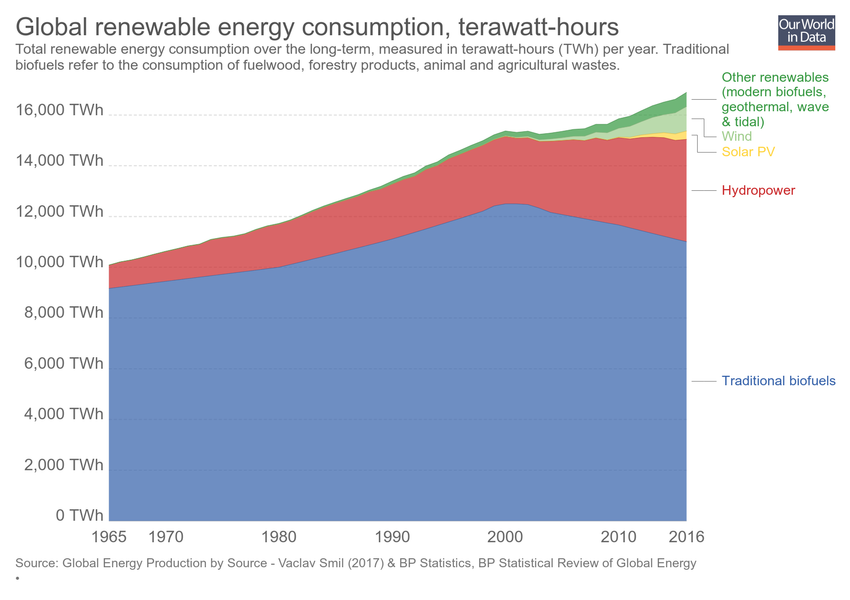 Global renewable energy consumption, terawatt-hours
Our World
in Data
Total renewable energy consumption over the long-term, measured in terawatt-hours (TWh) per year. Traditional
biofuels refer to the consumption of fuelwood, forestry products, animal and agricultural wastes.
Other renewables
(modern biofuels,
geothermal, wave
& tidal)
Wind
Solar PV
Hydropower
Traditional biofuels
16,000 TWh
14,000 TWh
12,000 TWh
10,000 TWh
8,000 TWh
6,000 TWh
4,000 TWh
2,000 TWh
0 TWh
1965 1970 1980 1990 2000 2010 2016
Source: Global Energy Production by Source - Vaclav Smil (2017) & BP Statistics, BP Statistical Review of Global Energy
•